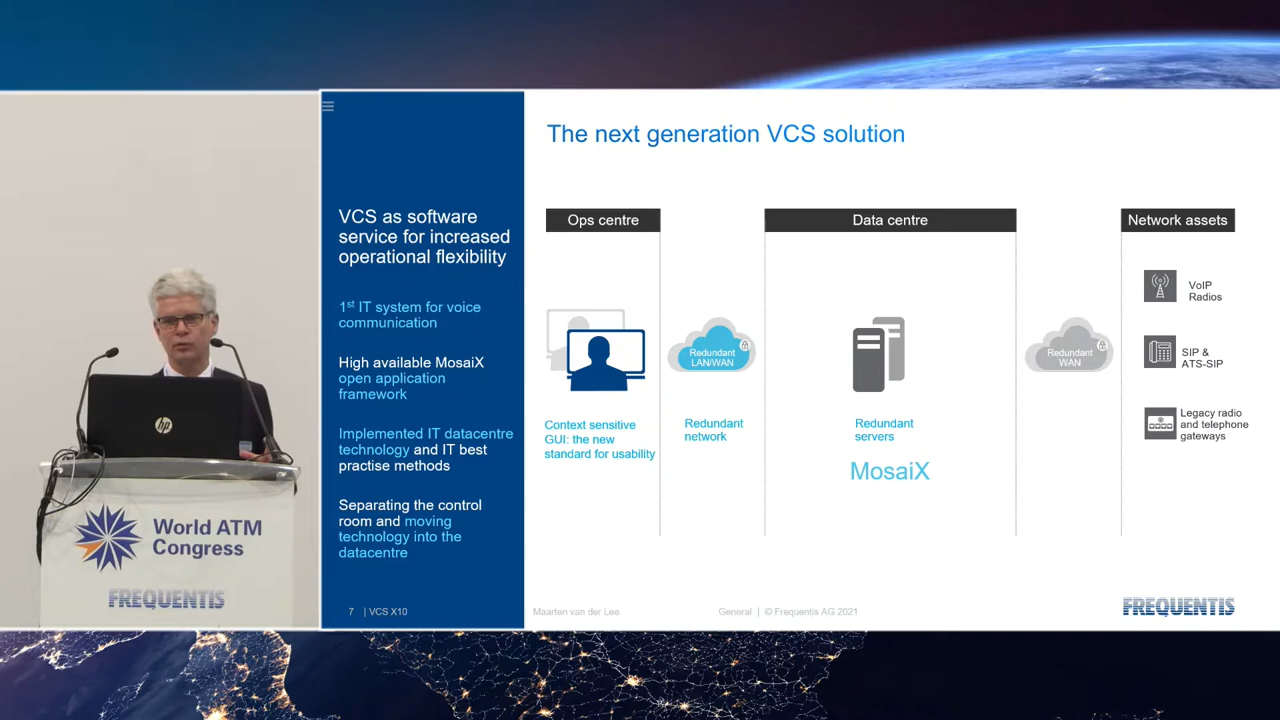 The next generation VCS solution
VCS as software
service for increased
operational flexibility
1st IT system for voice
communication
High available MosaiX
open application
framework
Implemented IT datacentre
technology and IT best
practise methods
Separating the control
room and moving
technology into the
datacentre
7 | VCS X10
Ops centre
Data centre
Network assets
Redundant
LAN/WAN
Redundant
WAN
VoIP
Radios
SIP &
ATS-SIP
Legacy radio
and telephone
gateways
Context sensitive
GUI: the new
standard for usability
Redundant
network
Redundant
servers
MosaiX
Maarten van der Lee
General | © Frequentis AG 2021
FREQUENTIS
hp
World ATM
Congress
FREQUENTIS